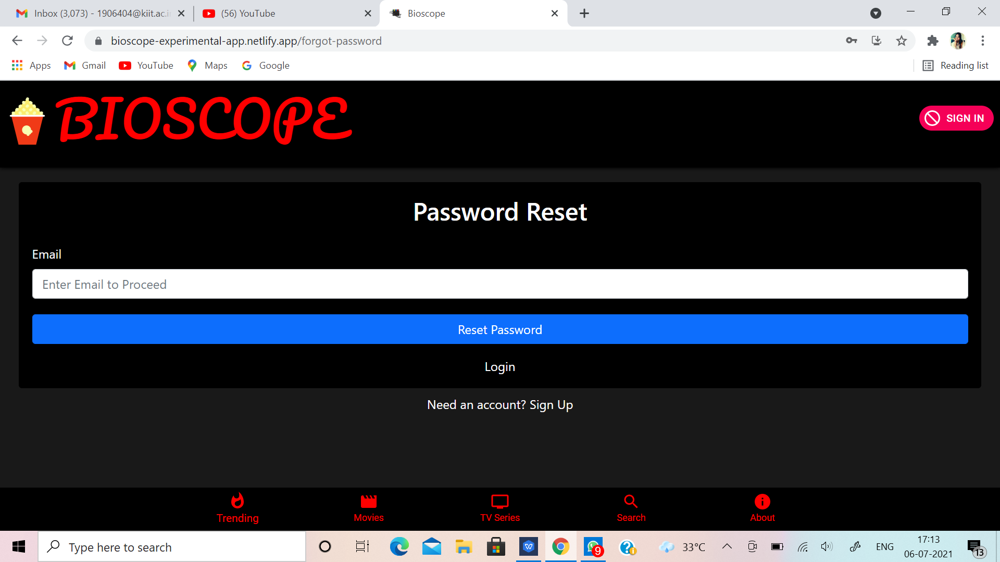 Inbox (3,073) - 1906404@kiit.ac.i
(56) YouTube
Bioscope
bioscope-experimental-app.netlify.app/forgot-password
Apps
Gmail
YouTube
Maps
Google
Reading list
BIOSCOPE
SIGN IN
Password Reset
Email
Enter Email to Proceed
Reset Password
Login
Need an account? Sign Up
Trending
Movies
TV Series
Search
About
Type here to search
9
33°C
ENG
17:13
06-07-2021
13